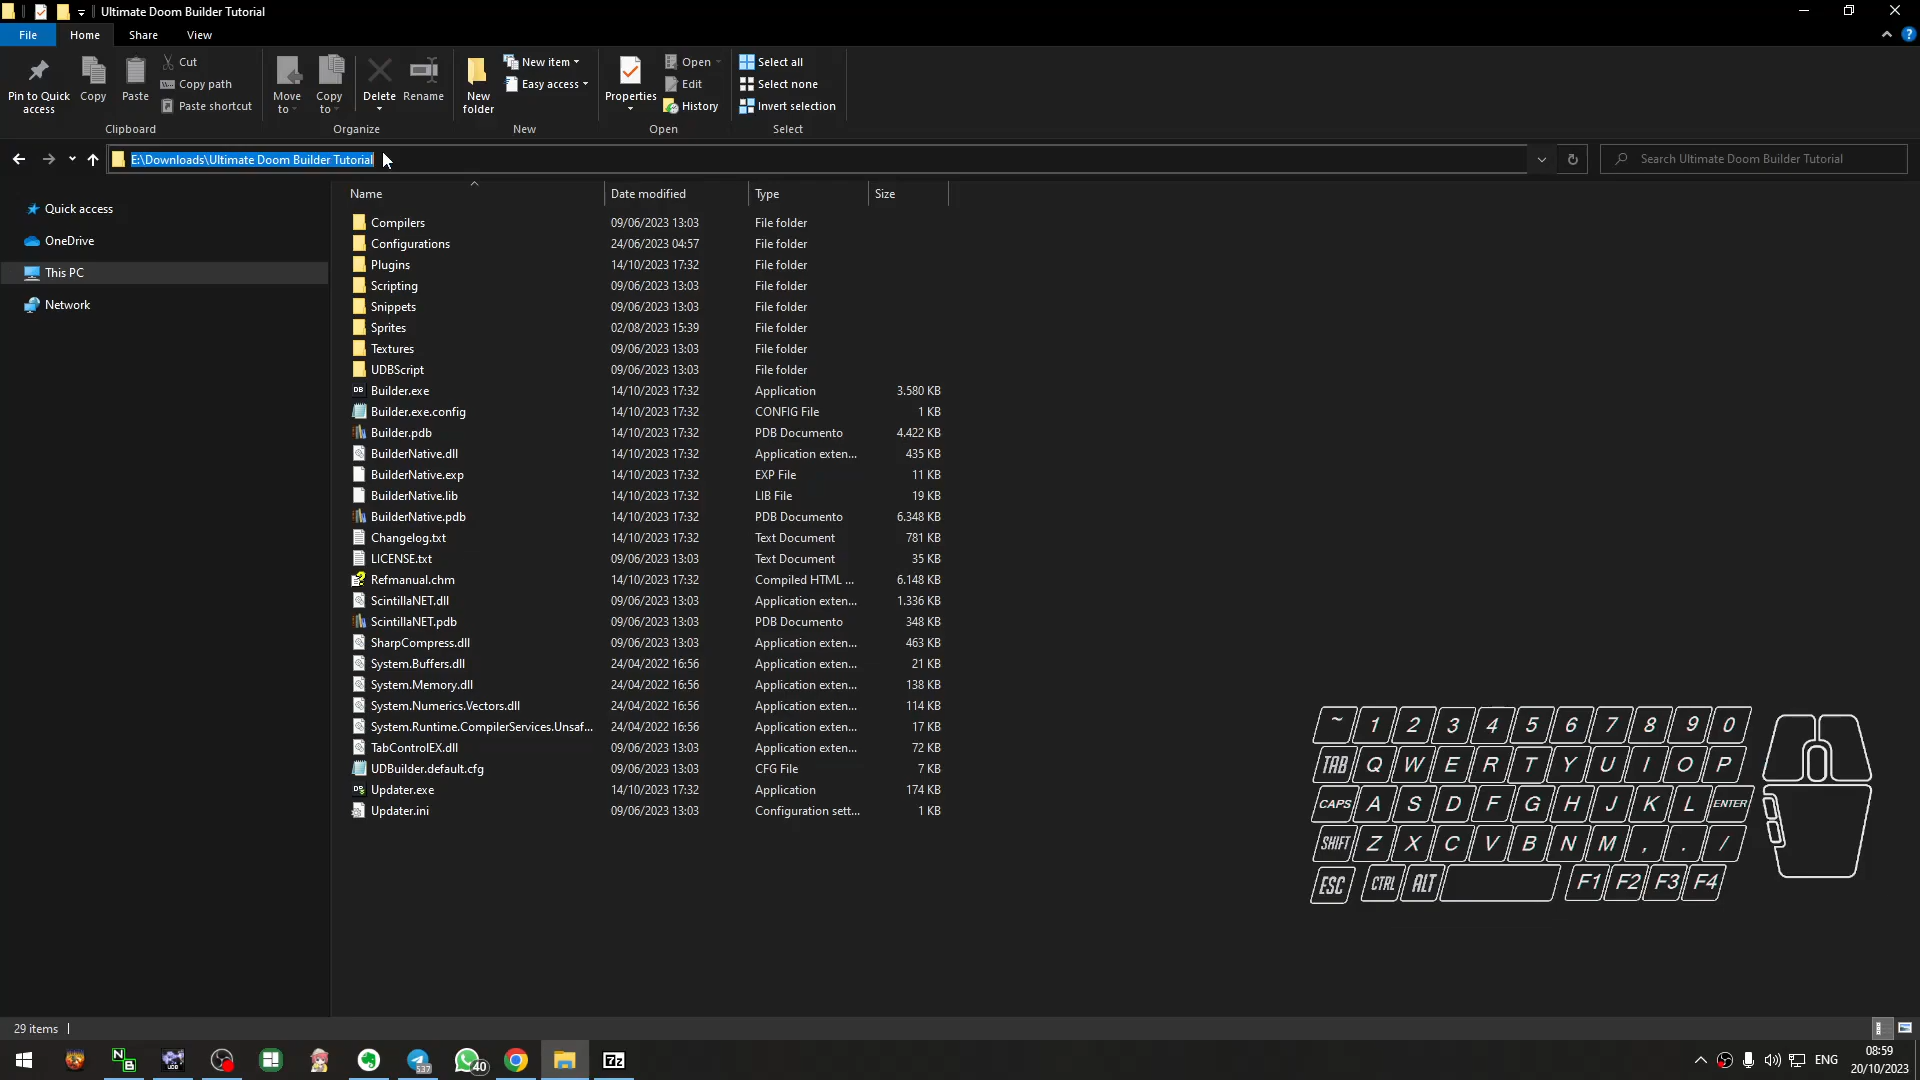 Ultimate Doom Builder Tutorial
File
Home
Share
View
Pin to Quick access
Copy
Paste
Cut
Copy path
Paste shortcut
Clipboard
Move to
Copy to
Delete
Rename
Organize
New folder
New item
Easy access
New
Properties
Open
Edit
History
Open
Select all
Select none
Invert selection
Select
E:\Downloads\Ultimate Doom Builder Tutorial
Search Ultimate Doom Builder Tutorial
Quick access
OneDrive
This PC
Network
Name Date modified Type Size
Compilers 09/06/2023 13:03 File folder
Configurations 24/06/2023 04:57 File folder
Plugins 14/10/2023 17:32 File folder
Scripting 09/06/2023 13:03 File folder
Snippets 09/06/2023 13:03 File folder
Sprites 02/08/2023 15:39 File folder
Textures 09/06/2023 13:03 File folder
UDBScript 09/06/2023 13:03 File folder
Builder.exe 14/10/2023 17:32 Application 3.580 KB
Builder.exe.config 14/10/2023 17:32 CONFIG File 1 KB
Builder.pdb 14/10/2023 17:32 PDB Documento 4.422 KB
BuilderNative.dll 14/10/2023 17:32 Application exten... 435 KB
BuilderNative.exp 14/10/2023 17:32 EXP File 11 KB
BuilderNative.lib 14/10/2023 17:32 LIB File 19 KB
BuilderNative.pdb 14/10/2023 17:32 PDB Documento 6.348 KB
Changelog.txt 14/10/2023 17:32 Text Document 781 KB
LICENSE.txt 09/06/2023 13:03 Text Document 35 KB
Refmanual.chm 14/10/2023 17:32 Compiled HTML ... 6.148 KB
ScintillaNET.dll 09/06/2023 13:03 Application exten... 1.336 KB
ScintillaNET.pdb 09/06/2023 13:03 PDB Documento 348 KB
SharpCompress.dll 09/06/2023 13:03 Application exten... 463 KB
System.Buffers.dll 24/04/2022 16:56 Application exten... 21 KB
System.Memory.dll 24/04/2022 16:56 Application exten... 138 KB
System.Numerics.Vectors.dll 24/04/2022 16:56 Application exten... 114 KB
System.Runtime.CompilerServices.Unsaf... 24/04/2022 16:56 Application exten... 17 KB
TabControlEX.dll 09/06/2023 13:03 Application exten... 72 KB
UDBuilder.default.cfg 09/06/2023 13:03 CFG File 7 KB
Updater.exe 14/10/2023 17:32 Application 174 KB
Updater.ini 09/06/2023 13:03 Configuration sett... 1 KB
~ 1 2 3 4 5 6 7 8 9 0
TAB Q W E R T Y U I O P
CAPS A S D F G H J K L ENTER
SHIFT Z X C V B N M , . /
ESC CTRL ALT F1 F2 F3 F4
29 items
N B
UDB
537
40
7z
ENG
08:59
20/10/2023